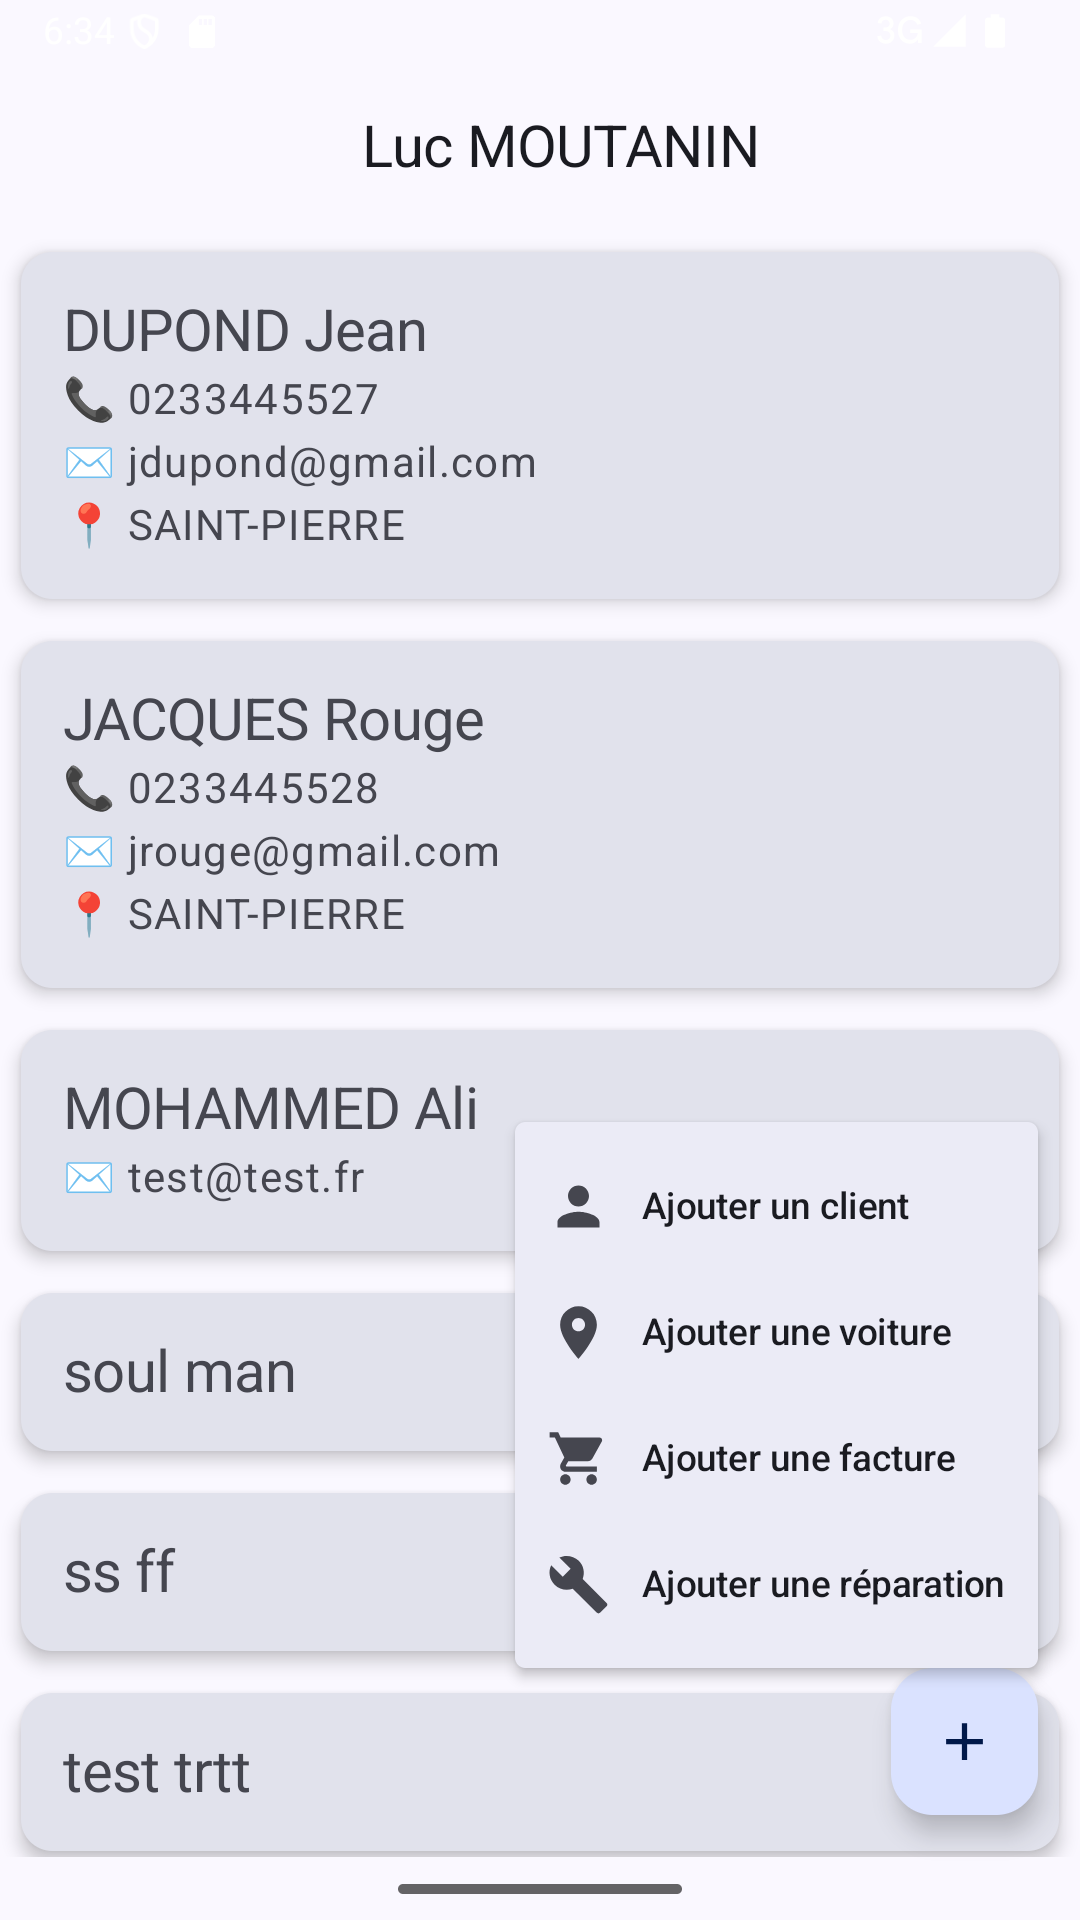 6:34
3G
Luc MOUTANIN
DUPOND Jean
0233445527
jdupond@gmail.com
SAINT-PIERRE
JACQUES Rouge
0233445528
jrouge@gmail.com
SAINT-PIERRE
MOHAMMED Ali
test@test.fr
soul man
ss ff
test trtt
Ajouter un client
Ajouter une voiture
Ajouter une facture
Ajouter une réparation